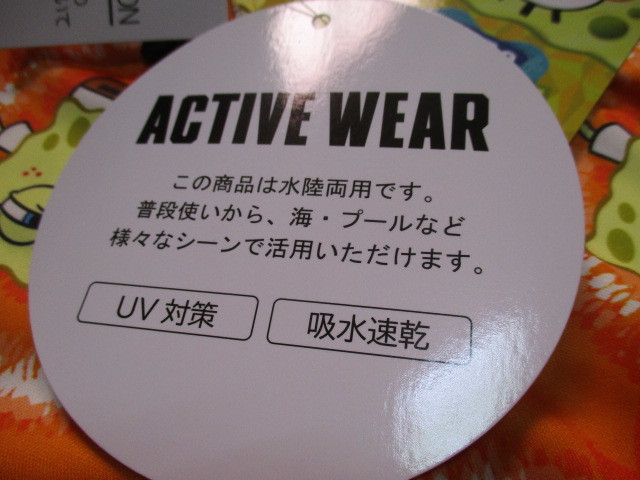 ACTIVE WEAR
この商品は水陸両用です。
普段使いから、海・プールなど
様々なシーンで活用いただけます。
UV対策
吸水速乾